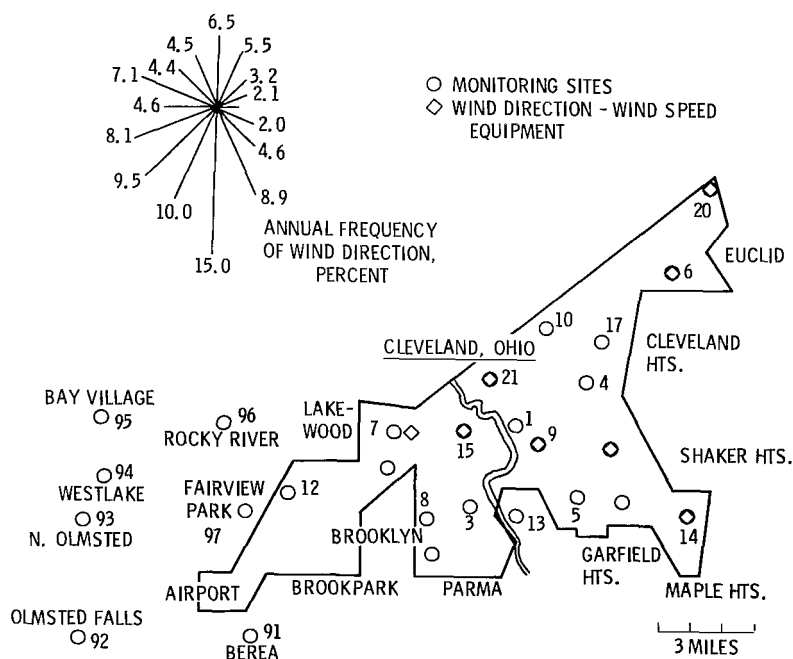 6.5
4.5
5.5
4.4
7.1
3.2
2.1
4.6
2.0
8.1
4.6
9.5
8.9
10.0
15.0
ANNUAL FREQUENCY
OF WIND DIRECTION,
PERCENT
MONITORING SITES
WIND DIRECTION - WIND SPEED
EQUIPMENT
20
EUCLID
6
10
17
CLEVELAND, OHIO
CLEVELAND
HTS.
21
4
BAY VILLAGE
95
96
ROCKY RIVER
LAKE-
WOOD
7
15
1
9
SHAKER HTS.
94
WESTLAKE
93
N. OLMSTED
FAIRVIEW
PARK
97
12
8
BROOKLYN
3
13
5
14
GARFIELD
HTS.
AIRPORT
BROOKPARK
PARMA
MAPLE HTS.
OLMSTED FALLS
92
91
BEREA
3 MILES